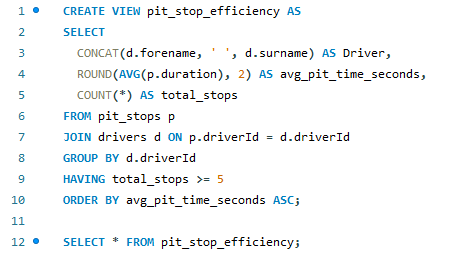 1 CREATE VIEW pit_stop_efficiency AS
2 SELECT
3 CONCAT(d.forename, ' ', d.surname) AS Driver,
4 ROUND(AVG(p.duration), 2) AS avg_pit_time_seconds,
5 COUNT(*) AS total_stops
6 FROM pit_stops p
7 JOIN drivers d ON p.driverId = d.driverId
8 GROUP BY d.driverId
9 HAVING total_stops >= 5
10 ORDER BY avg_pit_time_seconds ASC;
11
12 SELECT * FROM pit_stop_efficiency;